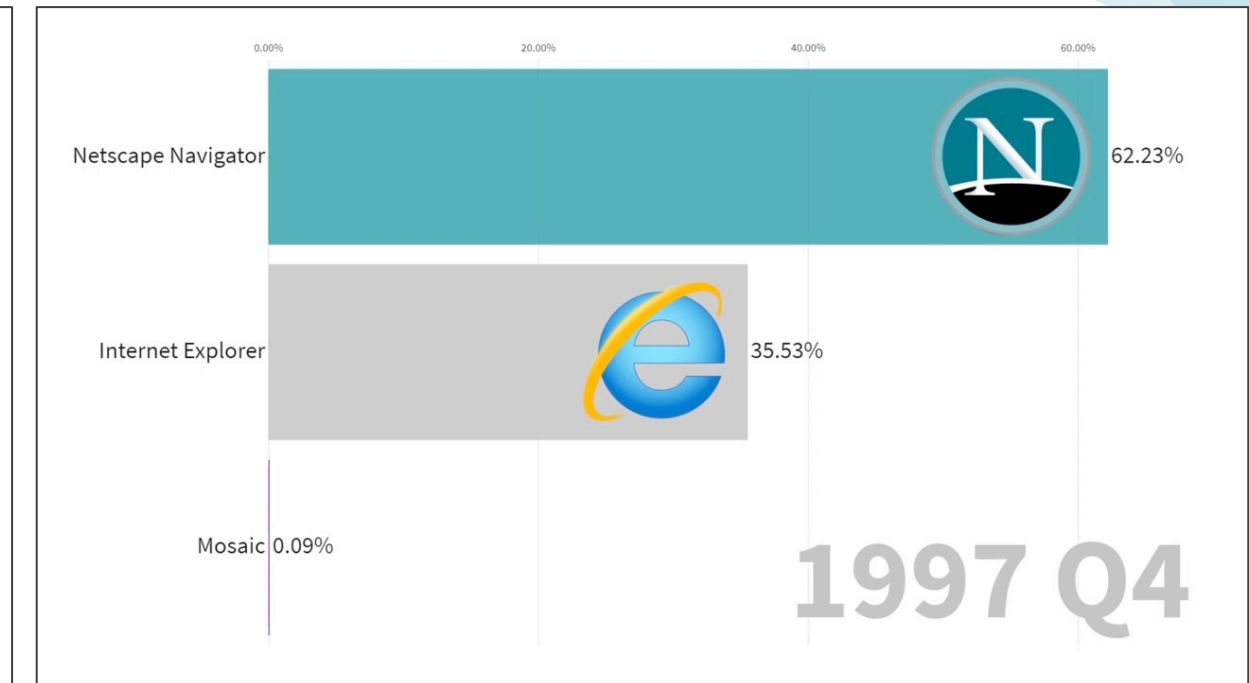 0.00% 20.00% 40.00% 60.00%
N
Netscape Navigator 62.23%
e
Internet Explorer 35.53%
Mosaic 0.09%
1997 Q4